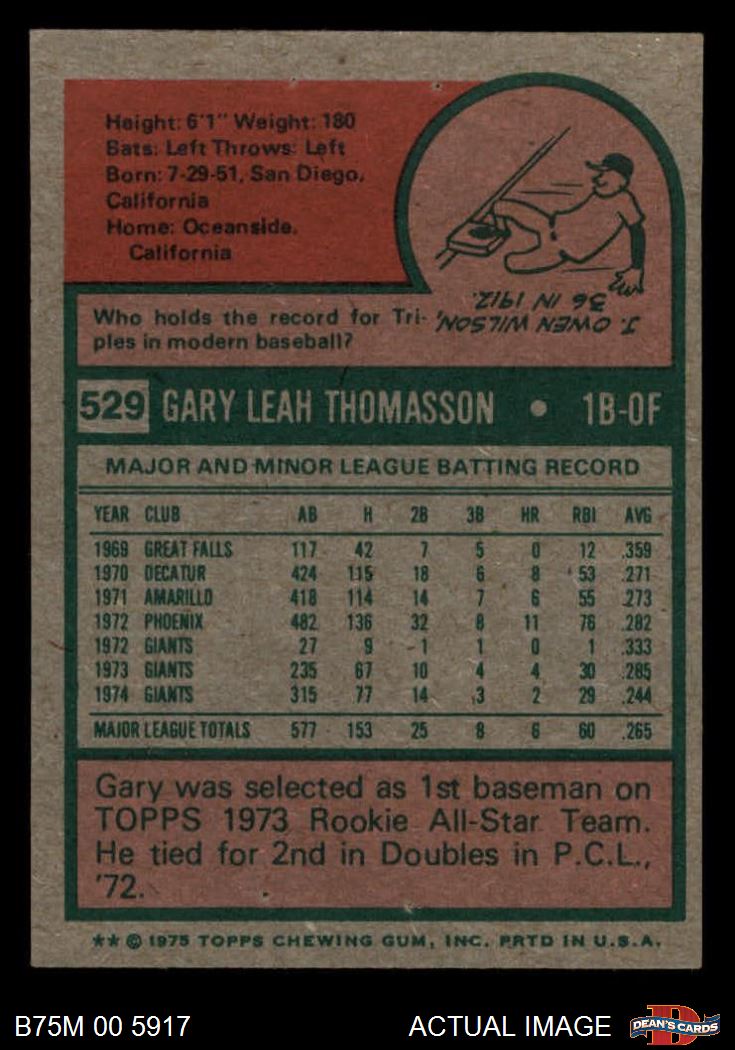 Height: 6'1" Weight: 180
Bats: Left Throws: Left
Born: 7-29-51, San Diego,
California
Home: Oceanside,
California
Who holds the record for Tri-
ples in modern baseball?
J. OWEN WILSON,
36 IN 1912.
529 GARY LEAH THOMASSON • 1B-OF
MAJOR AND MINOR LEAGUE BATTING RECORD
YEAR CLUB AB H 2B 3B HR RBI AVG
1969 GREAT FALLS 117 42 7 5 0 12 .359
1970 DECATUR 424 115 18 6 8 53 .271
1971 AMARILLO 418 114 14 7 6 55 .273
1972 PHOENIX 482 136 32 8 11 76 .282
1972 GIANTS 27 9 1 1 0 1 .333
1973 GIANTS 235 67 10 4 4 30 .285
1974 GIANTS 315 77 14 3 2 29 .244
MAJOR LEAGUE TOTALS 577 153 25 8 6 60 .265
Gary was selected as 1st baseman on
TOPPS 1973 Rookie All-Star Team.
He tied for 2nd in Doubles in P.C.L.,
'72.
** © 1975 TOPPS CHEWING GUM, INC. PRTD IN U.S.A.
B75M 00 5917 ACTUAL IMAGE
D
DEAN'S CARDS